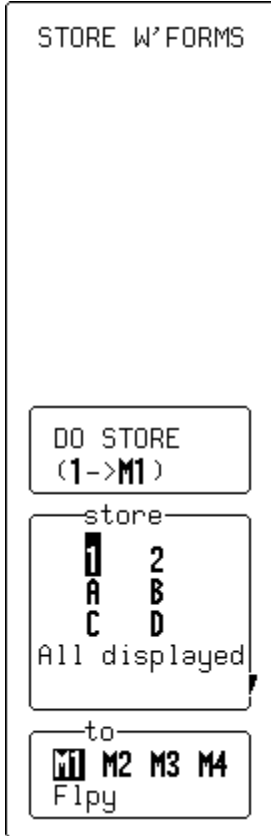 STORE W'FORMS
DO STORE
(1->M1)
store
1 2
A B
C D
All displayed
to
M1 M2 M3 M4
Flpy